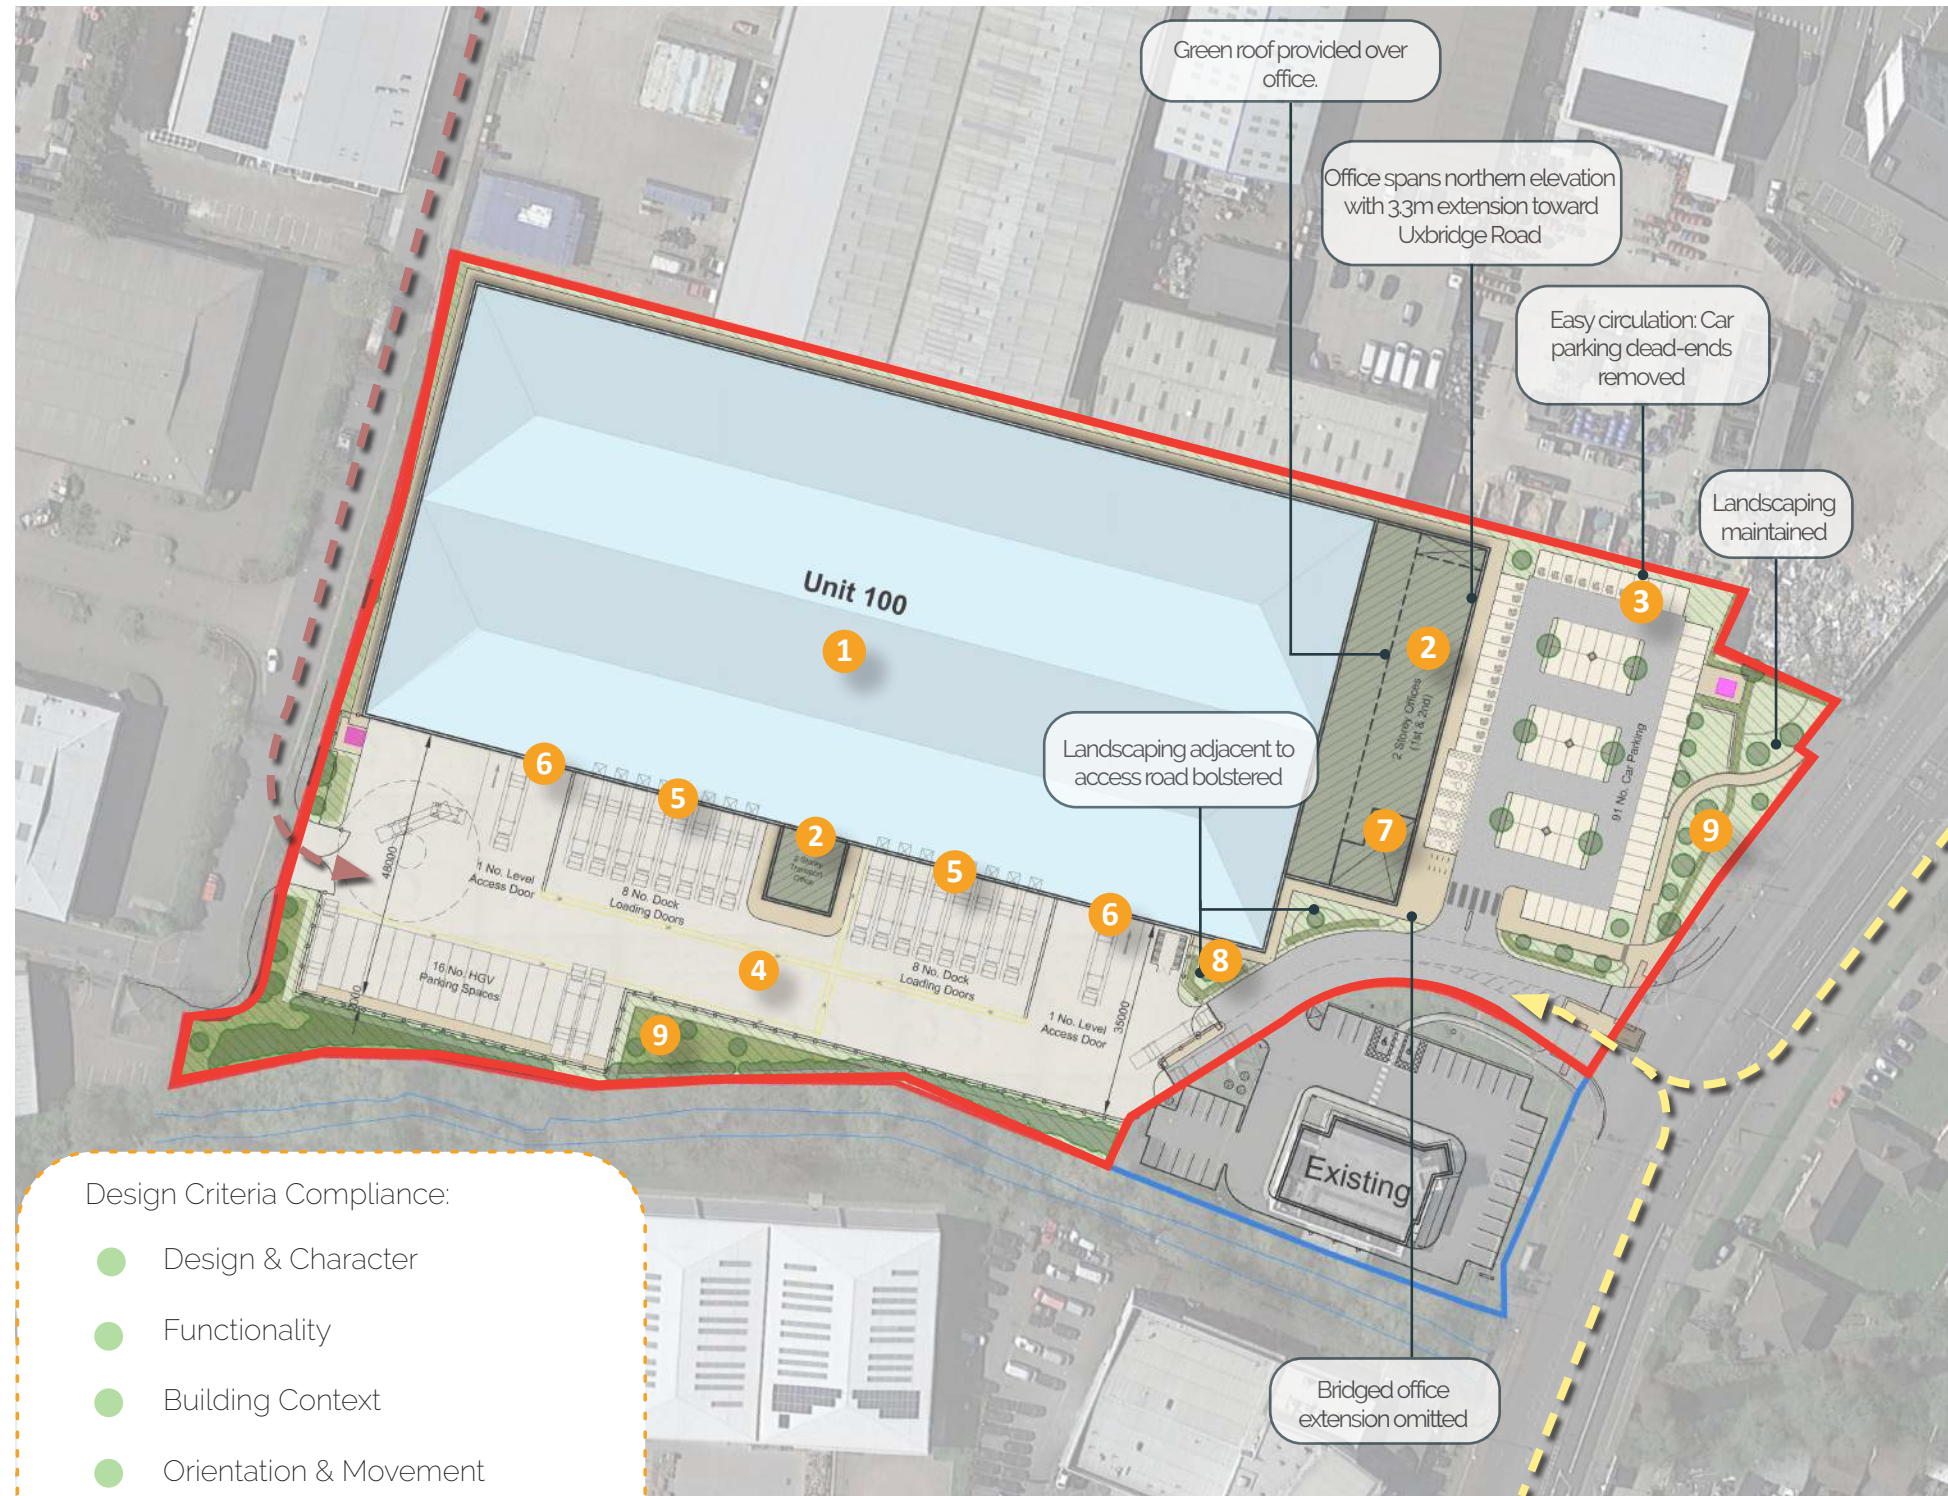 Green roof provided over
office.
Office spans northern elevation
with 3.3m extension toward
Uxbridge Road
Easy circulation: Car
parking dead-ends
removed
Landscaping
maintained
Unit 100
1
2
3
2 Storey Offices
(1st & 2nd)
91 No. Car Parking
Landscaping adjacent to
access road bolstered
6
5
2
2 Storey
Transport
Office
5
6
7
8
9
48000
1 No. Level
Access Door
8 No. Dock
Loading Doors
16 No. HGV
Parking Spaces
4
8 No. Dock
Loading Doors
1 No. Level
Access Door
35000
9
Existing
Bridged office
extension omitted
Design Criteria Compliance:
Design & Character
Functionality
Building Context
Orientation & Movement